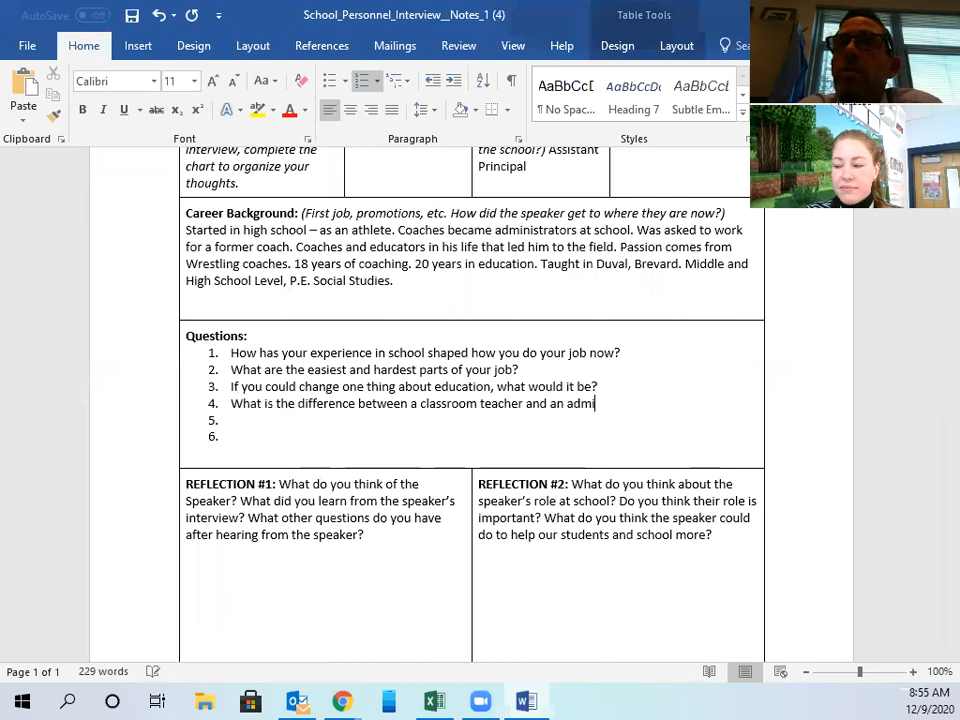 AutoSave Off
School_Personnel_Interview__Notes_1 (4)
Table Tools
File Home Insert Design Layout References Mailings Review View Help Design Layout Sea
Paste
Calibri 11
Aa
B I U abc x₂ x²
AaBbCcD AaBbCcDc AaBbCcD
¶ No Spac... Heading 7 Subtle Em...
Clipboard Font Paragraph Styles
interview, complete the
chart to organize your
thoughts.
the school?) Assistant
Principal
Career Background: (First job, promotions, etc. How did the speaker get to where they are now?)
Started in high school – as an athlete. Coaches became administrators at school. Was asked to work
for a former coach. Coaches and educators in his life that led him to the field. Passion comes from
Wrestling coaches. 18 years of coaching. 20 years in education. Taught in Duval, Brevard. Middle and
High School Level, P.E. Social Studies.
Questions:
1. How has your experience in school shaped how you do your job now?
2. What are the easiest and hardest parts of your job?
3. If you could change one thing about education, what would it be?
4. What is the difference between a classroom teacher and an admi
5.
6.
REFLECTION #1: What do you think of the
Speaker? What did you learn from the speaker's
interview? What other questions do you have
after hearing from the speaker?
REFLECTION #2: What do you think about the
speaker's role at school? Do you think their role is
important? What do you think the speaker could
do to help our students and school more?
Page 1 of 1 229 words
100%
8:55 AM
12/9/2020